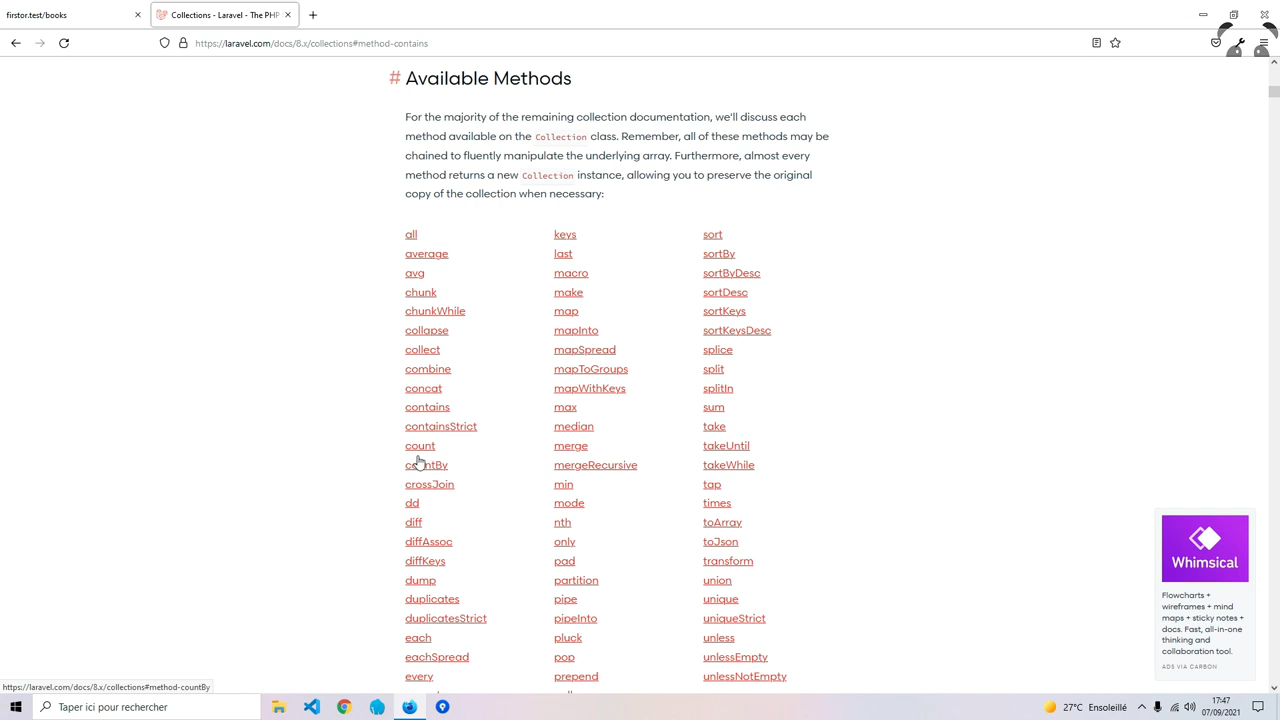 firstor.test/books
Collections - Laravel - The PHP
https://laravel.com/docs/8.x/collections#method-contains
# Available Methods
For the majority of the remaining collection documentation, we'll discuss each
method available on the Collection class. Remember, all of these methods may be
chained to fluently manipulate the underlying array. Furthermore, almost every
method returns a new Collection instance, allowing you to preserve the original
copy of the collection when necessary:
all
average
avg
chunk
chunkWhile
collapse
collect
combine
concat
contains
containsStrict
count
countBy
crossJoin
dd
diff
diffAssoc
diffKeys
dump
duplicates
duplicatesStrict
each
eachSpread
every
keys
last
macro
make
map
mapInto
mapSpread
mapToGroups
mapWithKeys
max
median
merge
mergeRecursive
min
mode
nth
only
pad
partition
pipe
pipeInto
pluck
pop
prepend
sort
sortBy
sortByDesc
sortDesc
sortKeys
sortKeysDesc
splice
split
splitIn
sum
take
takeUntil
takeWhile
tap
times
toArray
toJson
transform
union
unique
uniqueStrict
unless
unlessEmpty
unlessNotEmpty
Whimsical
Flowcharts +
wireframes + mind
maps + sticky notes +
docs. Fast, all-in-one
thinking and
collaboration tool.
ADS VIA CARBON
https://laravel.com/docs/8.x/collections#method-countBy
Taper ici pour rechercher
27°C Ensoleillé
17:47
07/09/2021